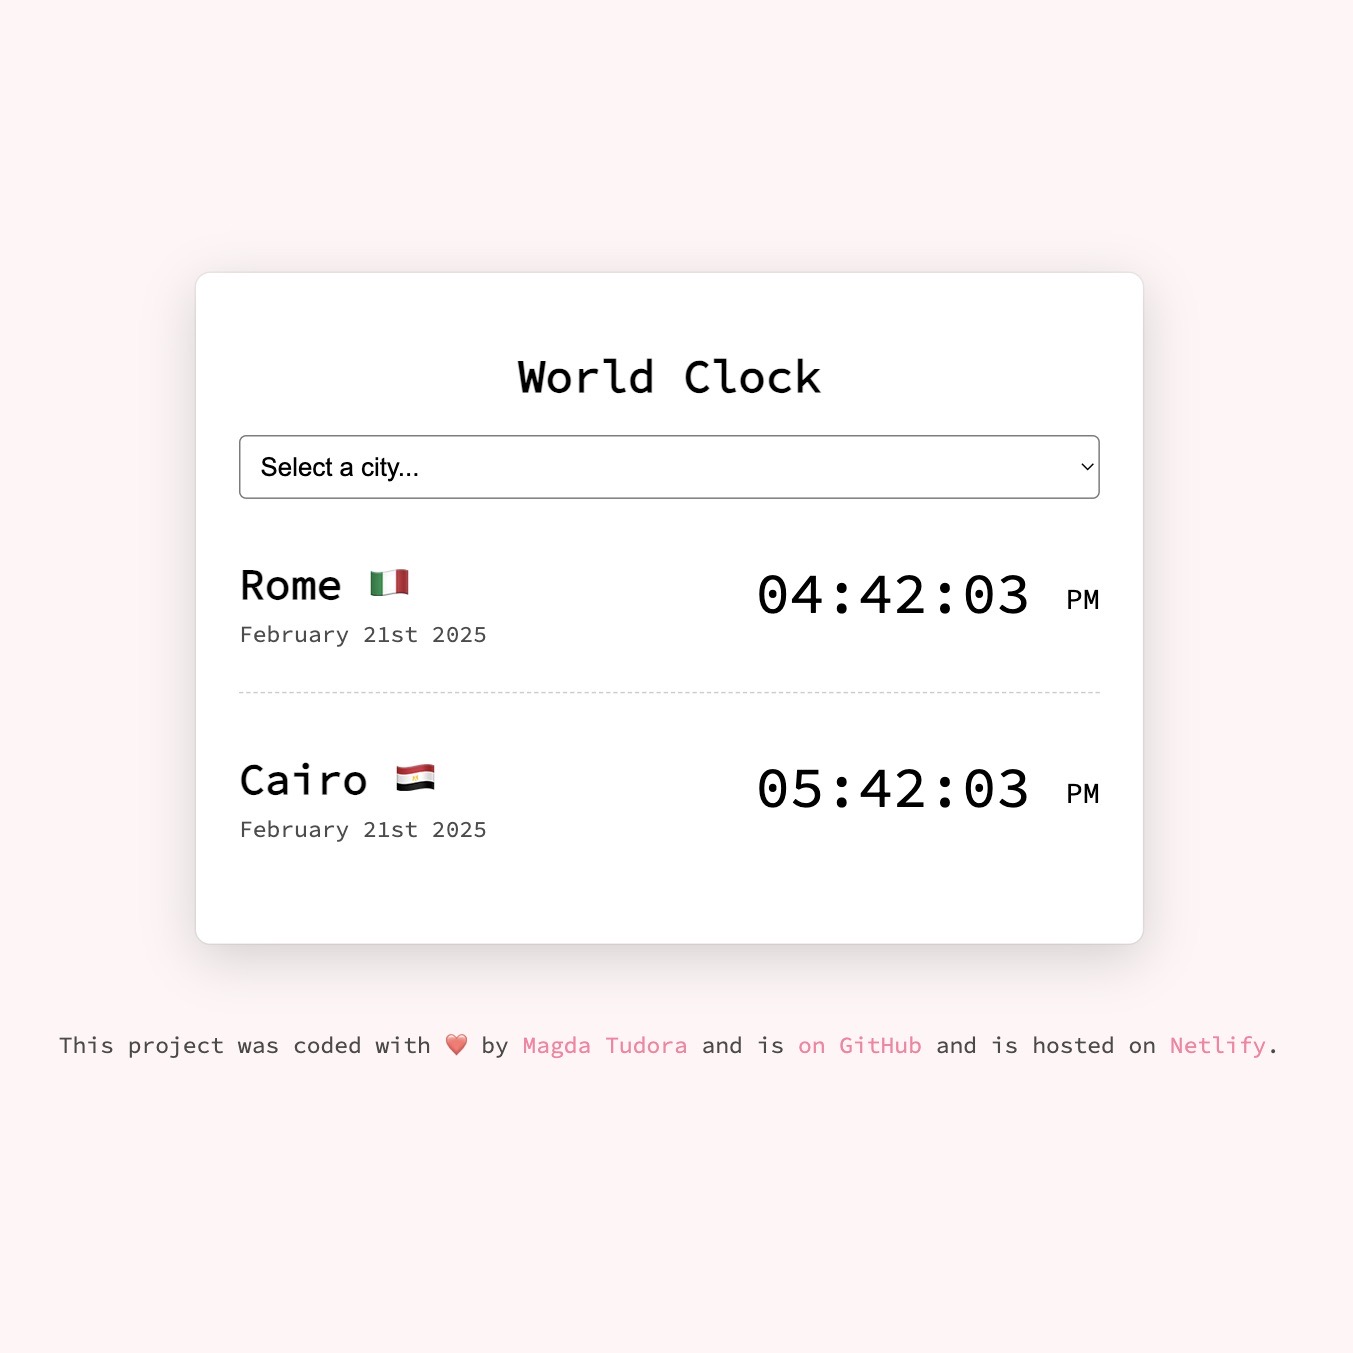 World Clock
Select a city...
Rome 🇮🇹
04:42:03 PM
February 21st 2025
Cairo 🇪🇬
05:42:03 PM
February 21st 2025
This project was coded with ❤️ by Magda Tudora and is on GitHub and is hosted on Netlify.